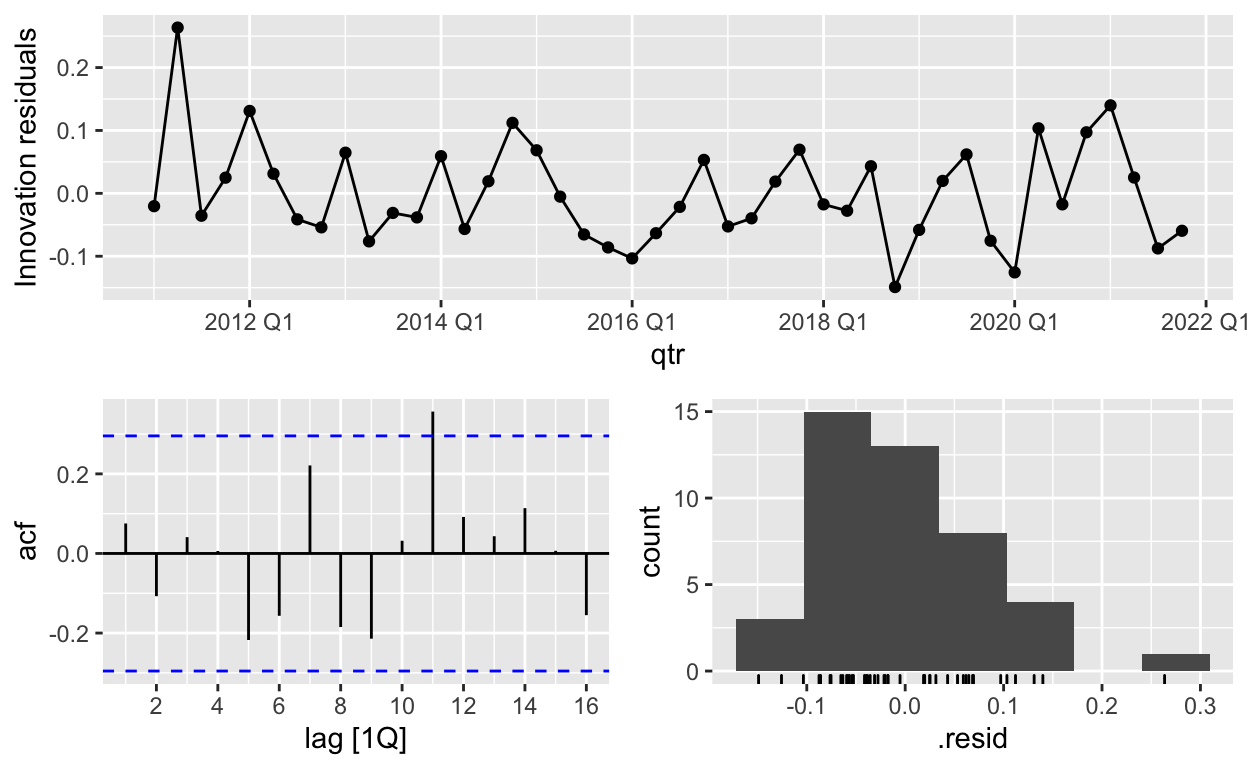 Innovation residuals
0.2
0.1
0.0
-0.1
2012 Q1 2014 Q1 2016 Q1 2018 Q1 2020 Q1 2022 Q1
qtr
acf
0.2
0.0
-0.2
2 4 6 8 10 12 14 16
lag [1Q]
count
15
10
5
0
-0.1 0.0 0.1 0.2 0.3
.resid